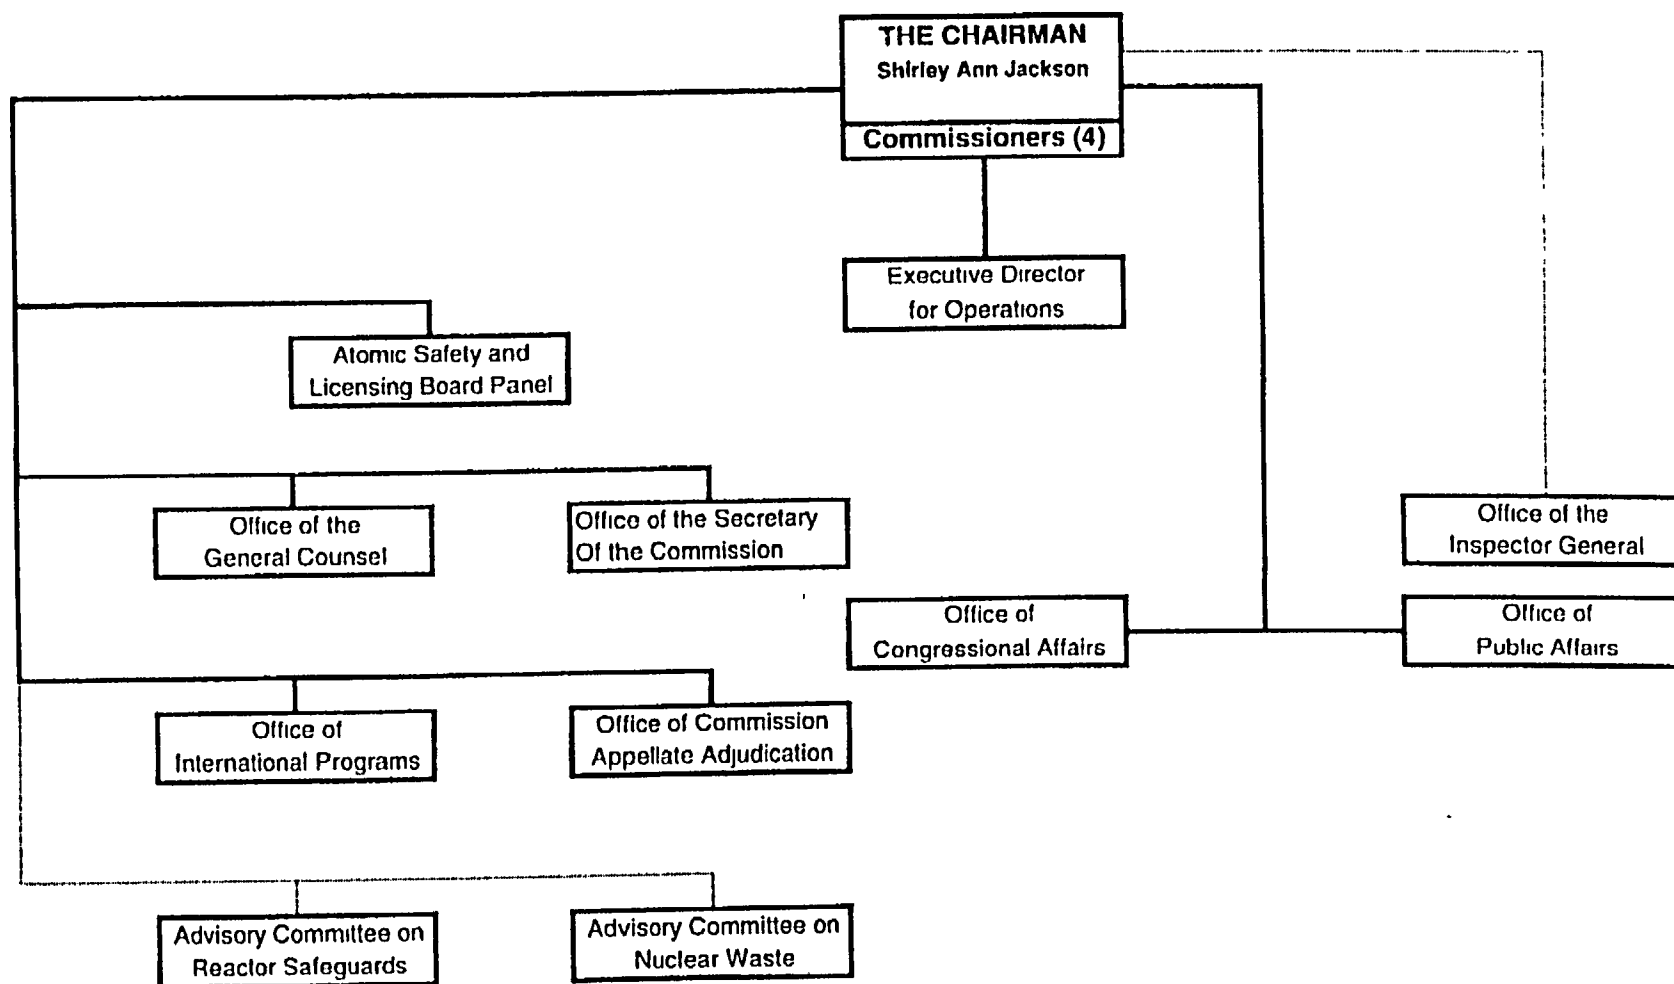 THE CHAIRMAN
Shirley Ann Jackson
Commissioners (4)
Executive Director
for Operations
Atomic Safety and
Licensing Board Panel
Office of the
General Counsel
Office of the Secretary
Of the Commission
Office of the
Inspector General
Office of
Congressional Affairs
Office of
Public Affairs
Office of
International Programs
Office of Commission
Appellate Adjudication
Advisory Committee on
Reactor Safeguards
Advisory Committee on
Nuclear Waste